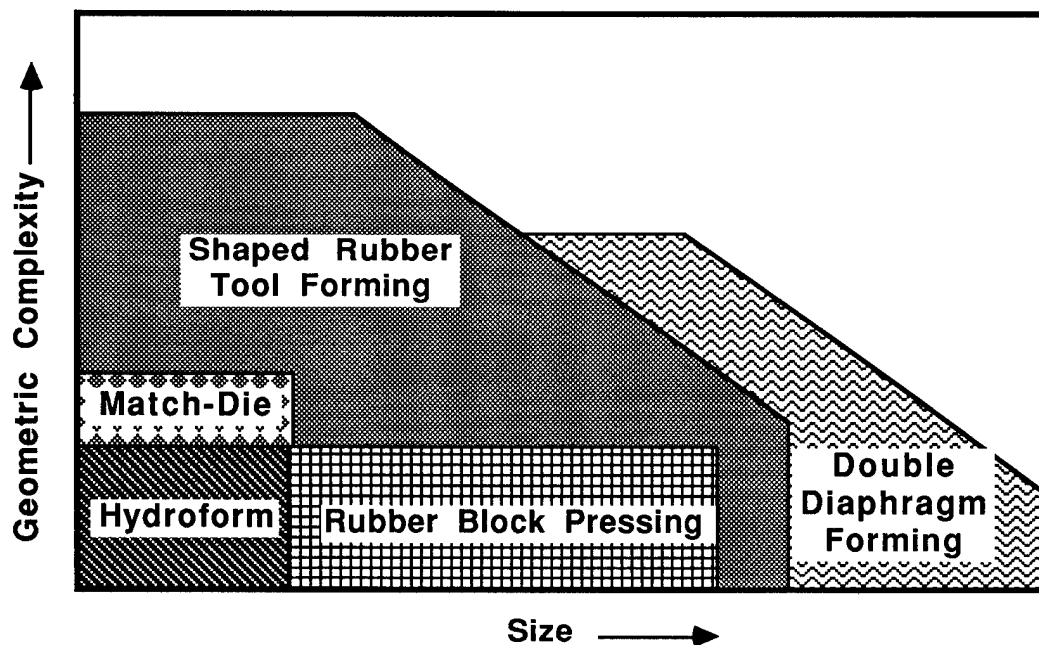 Geometric Complexity
Shaped Rubber
Tool Forming
Match-Die
Hydroform
Rubber Block Pressing
Double
Diaphragm
Forming
Size